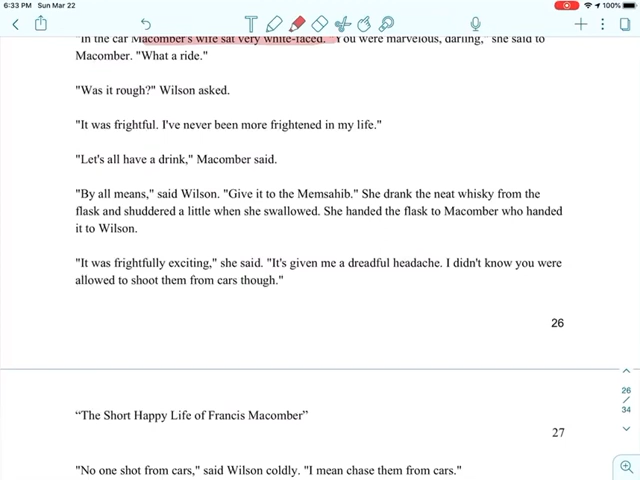 6:33 PM Sun Mar 22
100%
"In the car Macomber's wife sat very white-faced. "You were marvelous, darling," she said to
Macomber. "What a ride."
"Was it rough?" Wilson asked.
"It was frightful. I've never been more frightened in my life."
"Let's all have a drink," Macomber said.
"By all means," said Wilson. "Give it to the Memsahib." She drank the neat whisky from the
flask and shuddered a little when she swallowed. She handed the flask to Macomber who handed
it to Wilson.
"It was frightfully exciting," she said. "It's given me a dreadful headache. I didn't know you were
allowed to shoot them from cars though."
26
26
/
34
“The Short Happy Life of Francis Macomber”
27
"No one shot from cars," said Wilson coldly. "I mean chase them from cars."